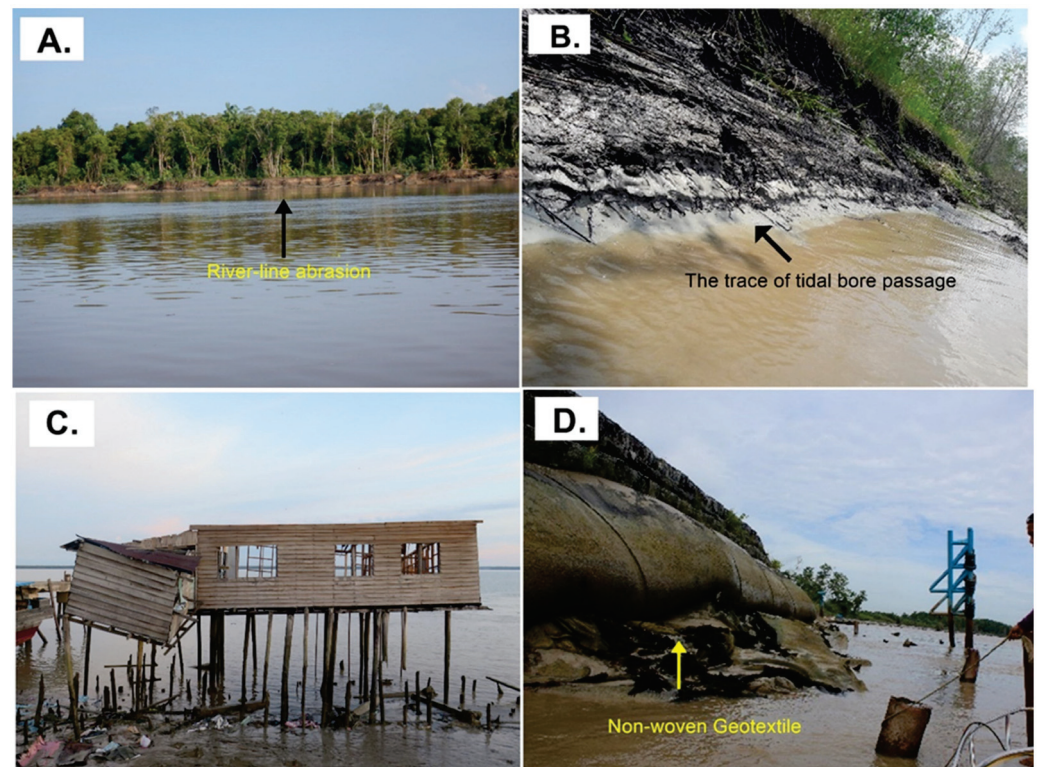 A.
River-line abrasion
B.
The trace of tidal bore passage
C.
D.
Non-woven Geotextile